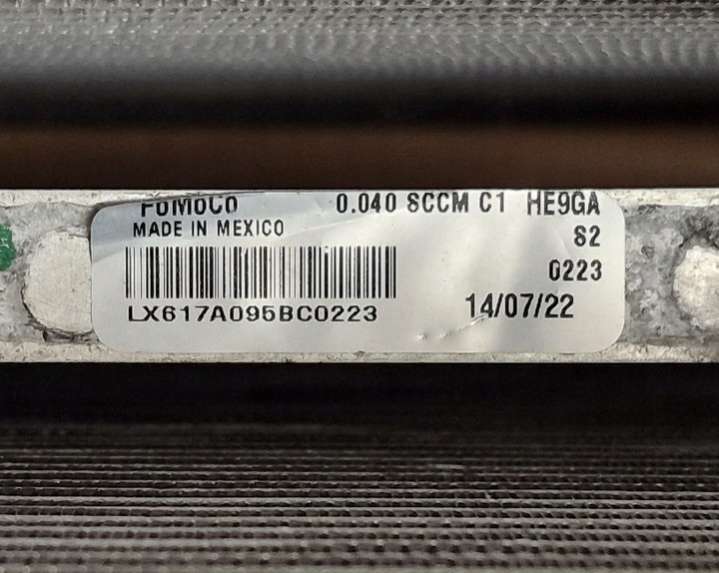 FoMoCo 0.040 SCCM C1 HE9GA
MADE IN MEXICO S2
0223
LX617A095BC0223 14/07/22